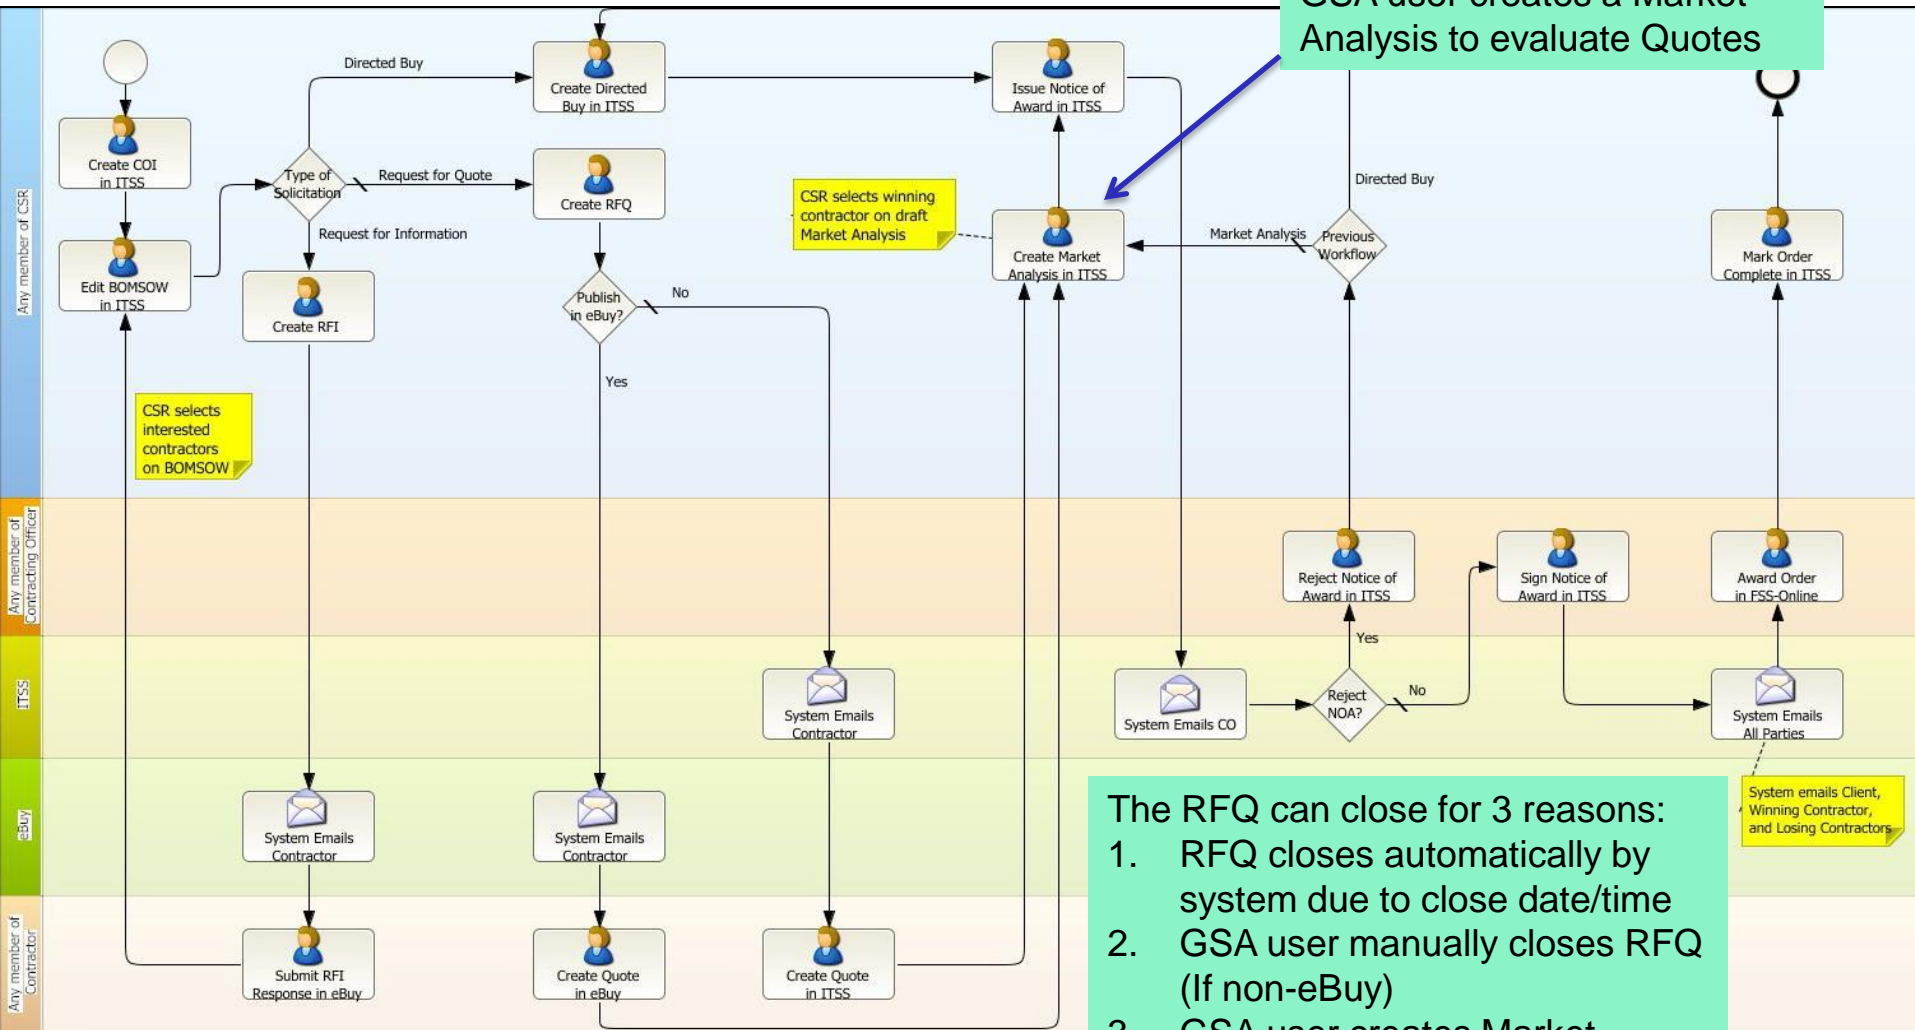 GSA user creates a Market
Analysis to evaluate Quotes
Directed Buy
Create Directed
Buy in ITSS
Issue Notice of
Award in ITSS
Create COI
in ITSS
Type of
Solicitation
Request for Quote
Create RFQ
CSR selects winning
contractor on draft
Market Analysis
Directed Buy
Any member of CSR
Request for Information
Market Analysis
Previous
Workflow
Create Market
Analysis in ITSS
Mark Order
Complete in ITSS
Edit BOMSOW
in ITSS
Create RFI
Publish
in eBuy?
No
Yes
CSR selects
interested
contractors
on BOMSOW
Any member of
Contracting Officer
Reject Notice of
Award in ITSS
Sign Notice of
Award in ITSS
Award Order
in FSS-Online
Yes
ITSS
System Emails
Contractor
System Emails CO
Reject
NOA?
No
System Emails
All Parties
eBuy
System Emails
Contractor
System Emails
Contractor
System emails Client,
Winning Contractor,
and Losing Contractors
Any member of
Contractor
Submit RFI
Response in eBuy
Create Quote
in eBuy
Create Quote
in ITSS
The RFQ can close for 3 reasons:
1. RFQ closes automatically by
system due to close date/time
2. GSA user manually closes RFQ
(If non-eBuy)
3. GSA user creates Market